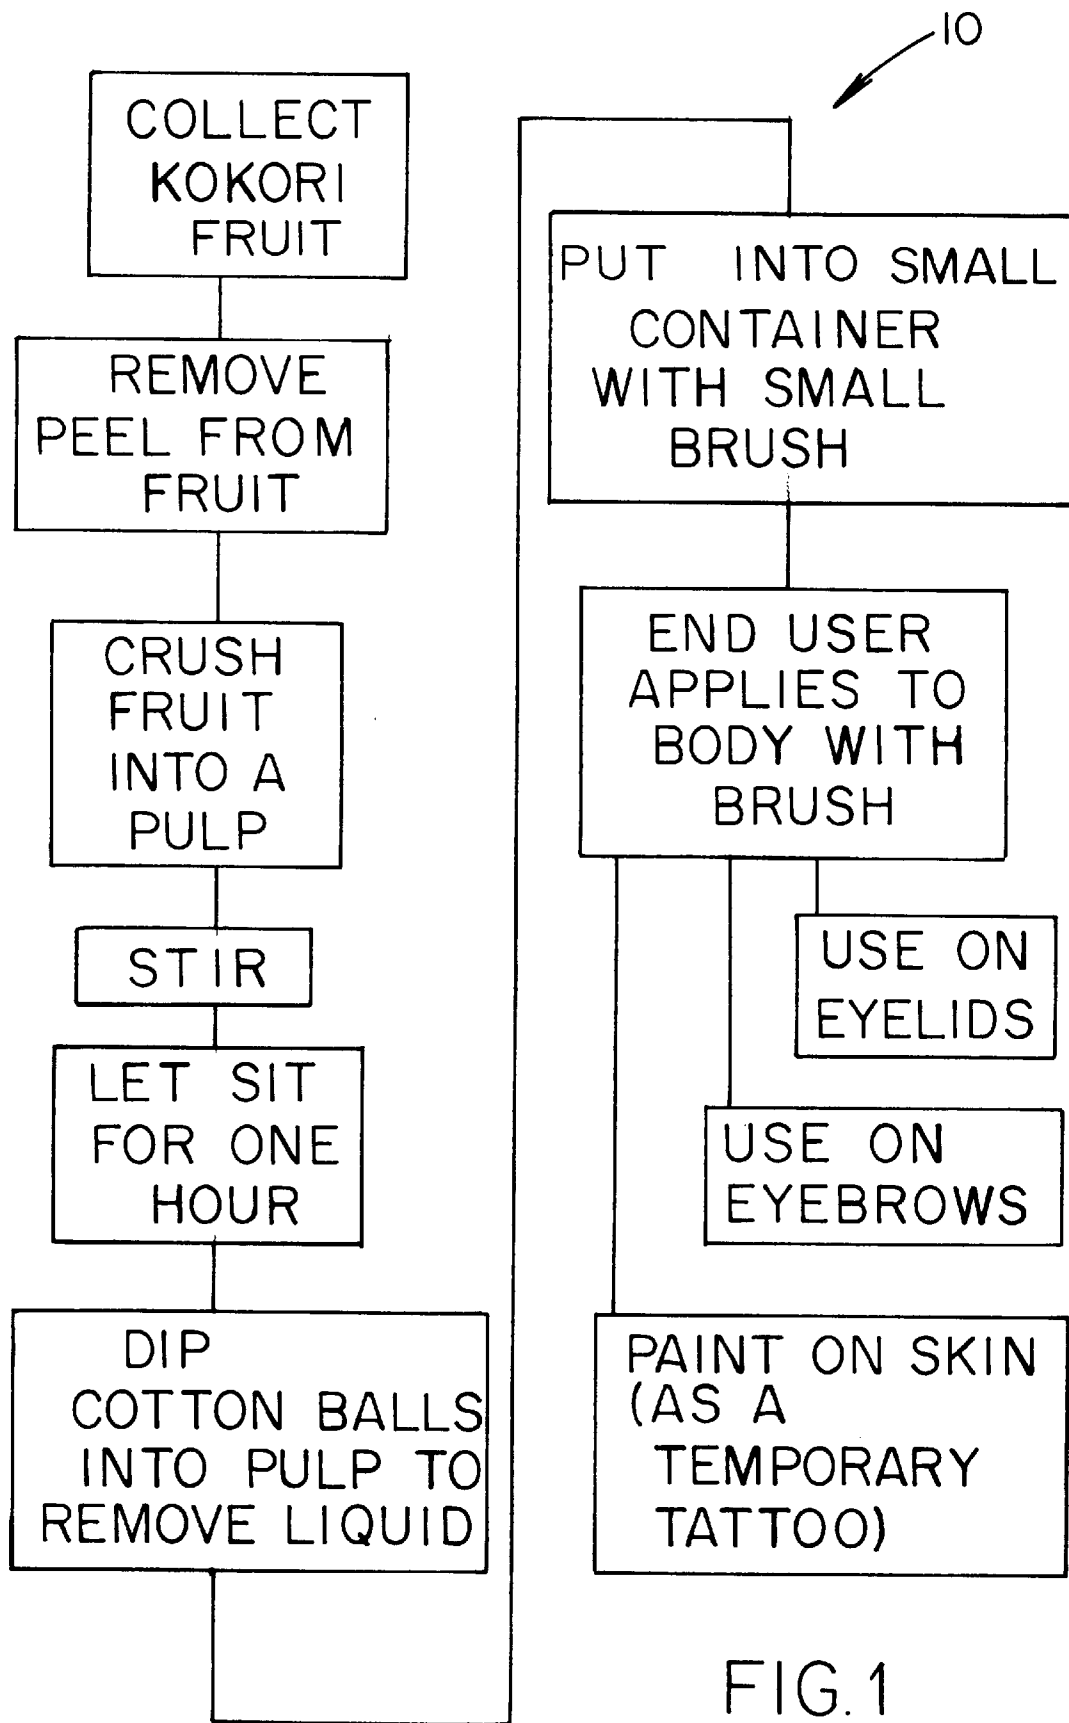 10
COLLECT
KOKORI
FRUIT
REMOVE
PEEL FROM
FRUIT
CRUSH
FRUIT
INTO A
PULP
STIR
LET SIT
FOR ONE
HOUR
DIP
COTTON BALLS
INTO PULP TO
REMOVE LIQUID
PUT INTO SMALL
CONTAINER
WITH SMALL
BRUSH
END USER
APPLIES TO
BODY WITH
BRUSH
USE ON
EYELIDS
USE ON
EYEBROWS
PAINT ON SKIN
(AS A
TEMPORARY
TATTOO)
FIG. 1